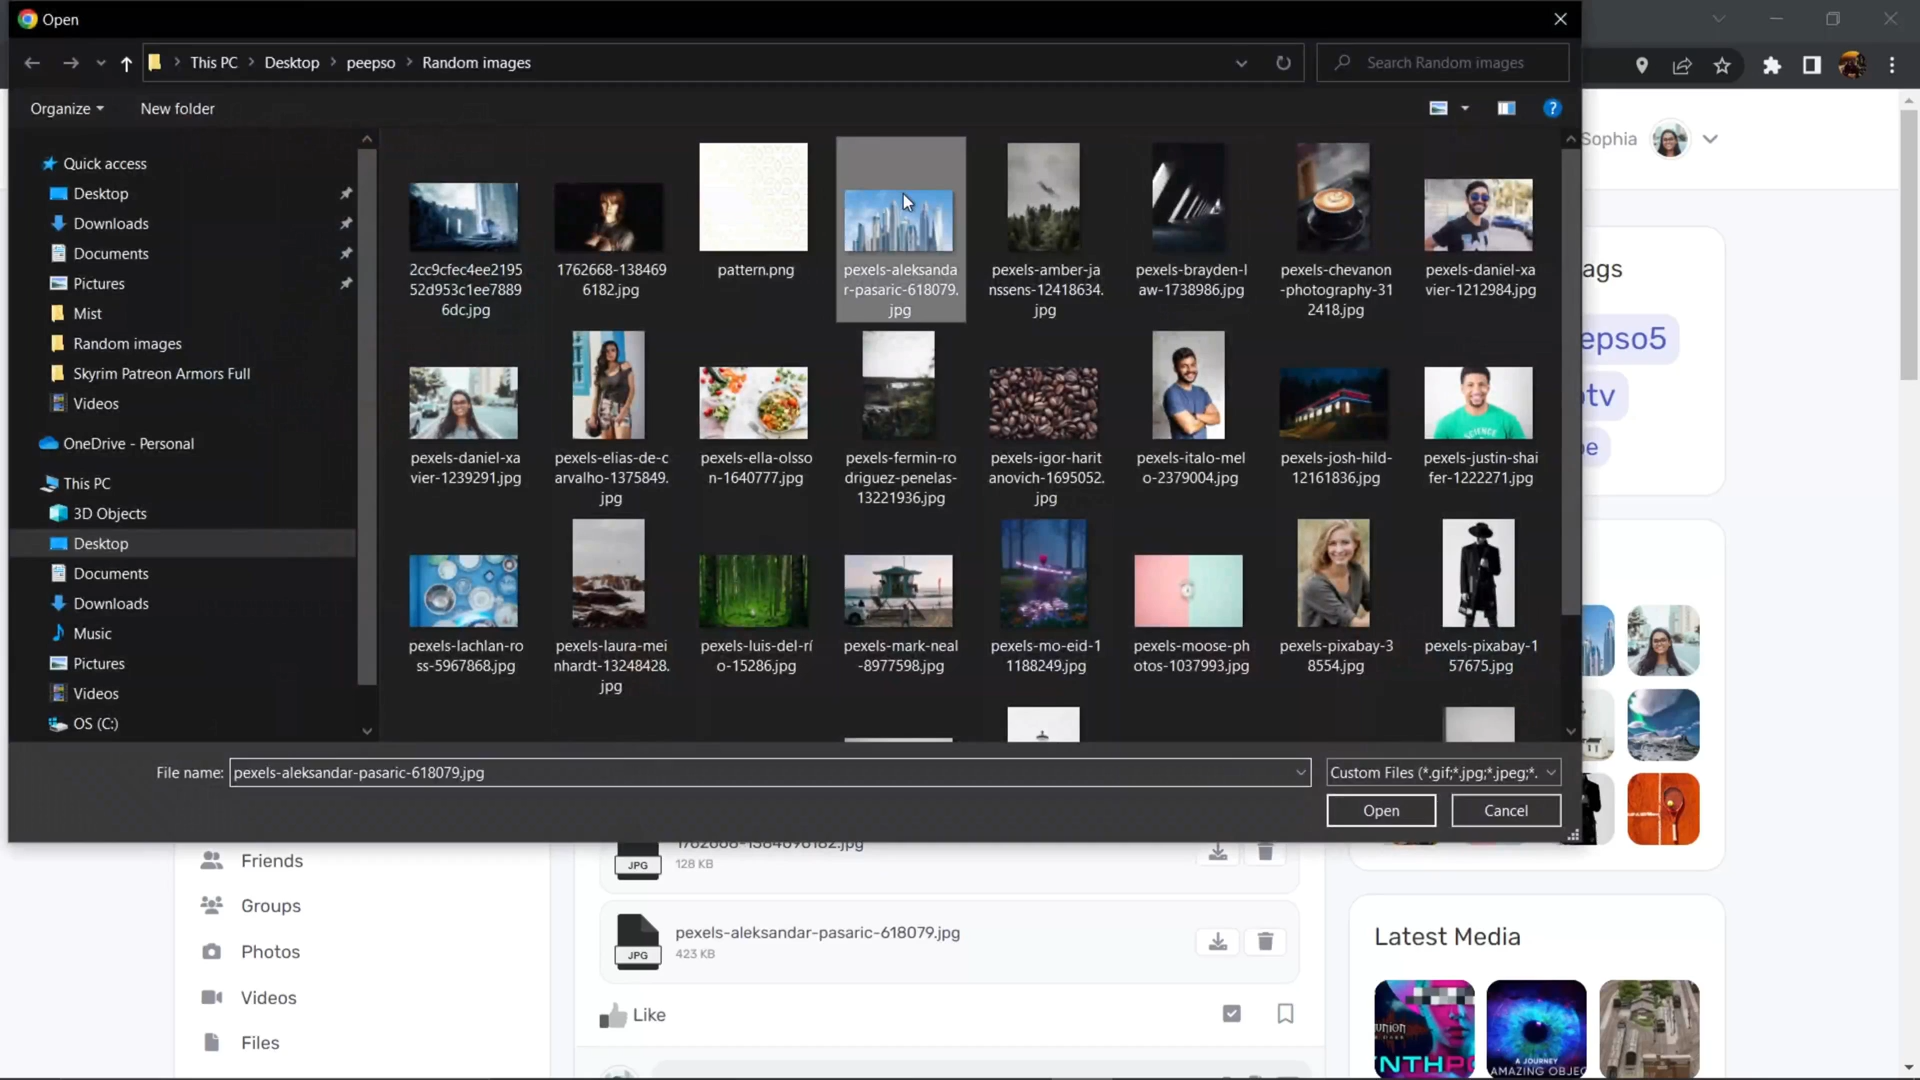 Open
This PC
Desktop
peepso
Random images
Search Random images
Organize
New folder
Quick access
Desktop
Downloads
Documents
Pictures
Mist
Random images
Skyrim Patreon Armors Full
Videos
OneDrive - Personal
This PC
3D Objects
Desktop
Documents
Downloads
Music
Pictures
Videos
OS (C:)
2cc9cfec4ee2195
52d953c1ee7889
6dc.jpg
1762668-138469
6182.jpg
pattern.png
pexels-aleksanda
r-pasaric-618079.
jpg
pexels-amber-ja
nssens-12418634.
jpg
pexels-brayden-l
aw-1738986.jpg
pexels-chevanon
-photography-31
2418.jpg
pexels-daniel-xa
vier-1212984.jpg
pexels-daniel-xa
vier-1239291.jpg
pexels-elias-de-c
arvalho-1375849.
jpg
pexels-ella-olsso
n-1640777.jpg
pexels-fermin-ro
driguez-penelas-
13221936.jpg
pexels-igor-harit
anovich-1695052.
jpg
pexels-italo-mel
o-2379004.jpg
pexels-josh-hild-
12161836.jpg
pexels-justin-shai
fer-1222271.jpg
SCIENCE
pexels-lachlan-ro
ss-5967868.jpg
pexels-laura-mei
nhardt-13248428.
jpg
pexels-luis-del-rí
o-15286.jpg
pexels-mark-neal
-8977598.jpg
pexels-mo-eid-1
1188249.jpg
pexels-moose-ph
otos-1037993.jpg
pexels-pixabay-3
8554.jpg
pexels-pixabay-1
57675.jpg
File name:
pexels-aleksandar-pasaric-618079.jpg
Custom Files (*.gif;*.jpg;*.jpeg;*.
Open
Cancel
Sophia
ags
epso5
otv
be
Friends
Groups
Photos
Videos
Files
1762668-1384696182.jpg
128 KB
JPG
pexels-aleksandar-pasaric-618079.jpg
423 KB
JPG
Like
Latest Media
A JOURNEY
AMAZING OBJEC